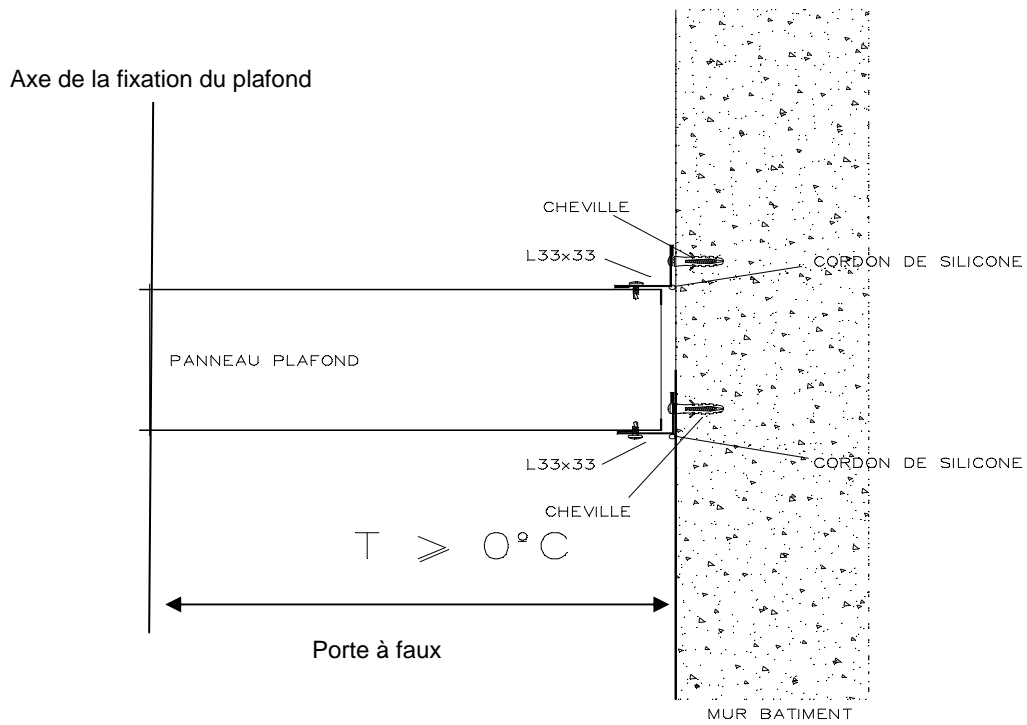 Axe de la fixation du plafond
CHEVILLE
L33x33
CORDON DE SILICONE
PANNEAU PLAFOND
L33x33
CORDON DE SILICONE
CHEVILLE
T ⩾ 0°C
Porte à faux
MUR BATIMENT